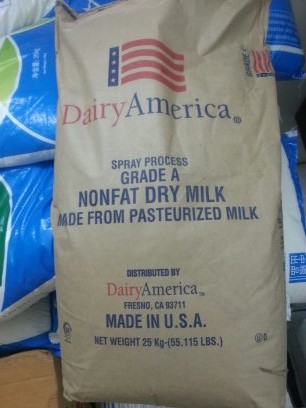 DairyAmerica®
SPRAY PROCESS
GRADE A
NONFAT DRY MILK
MADE FROM PASTEURIZED MILK
DISTRIBUTED BY
DairyAmerica™
FRESNO, CA 93711
MADE IN U.S.A.
NET WEIGHT 25 Kg-(55.115 LBS.)